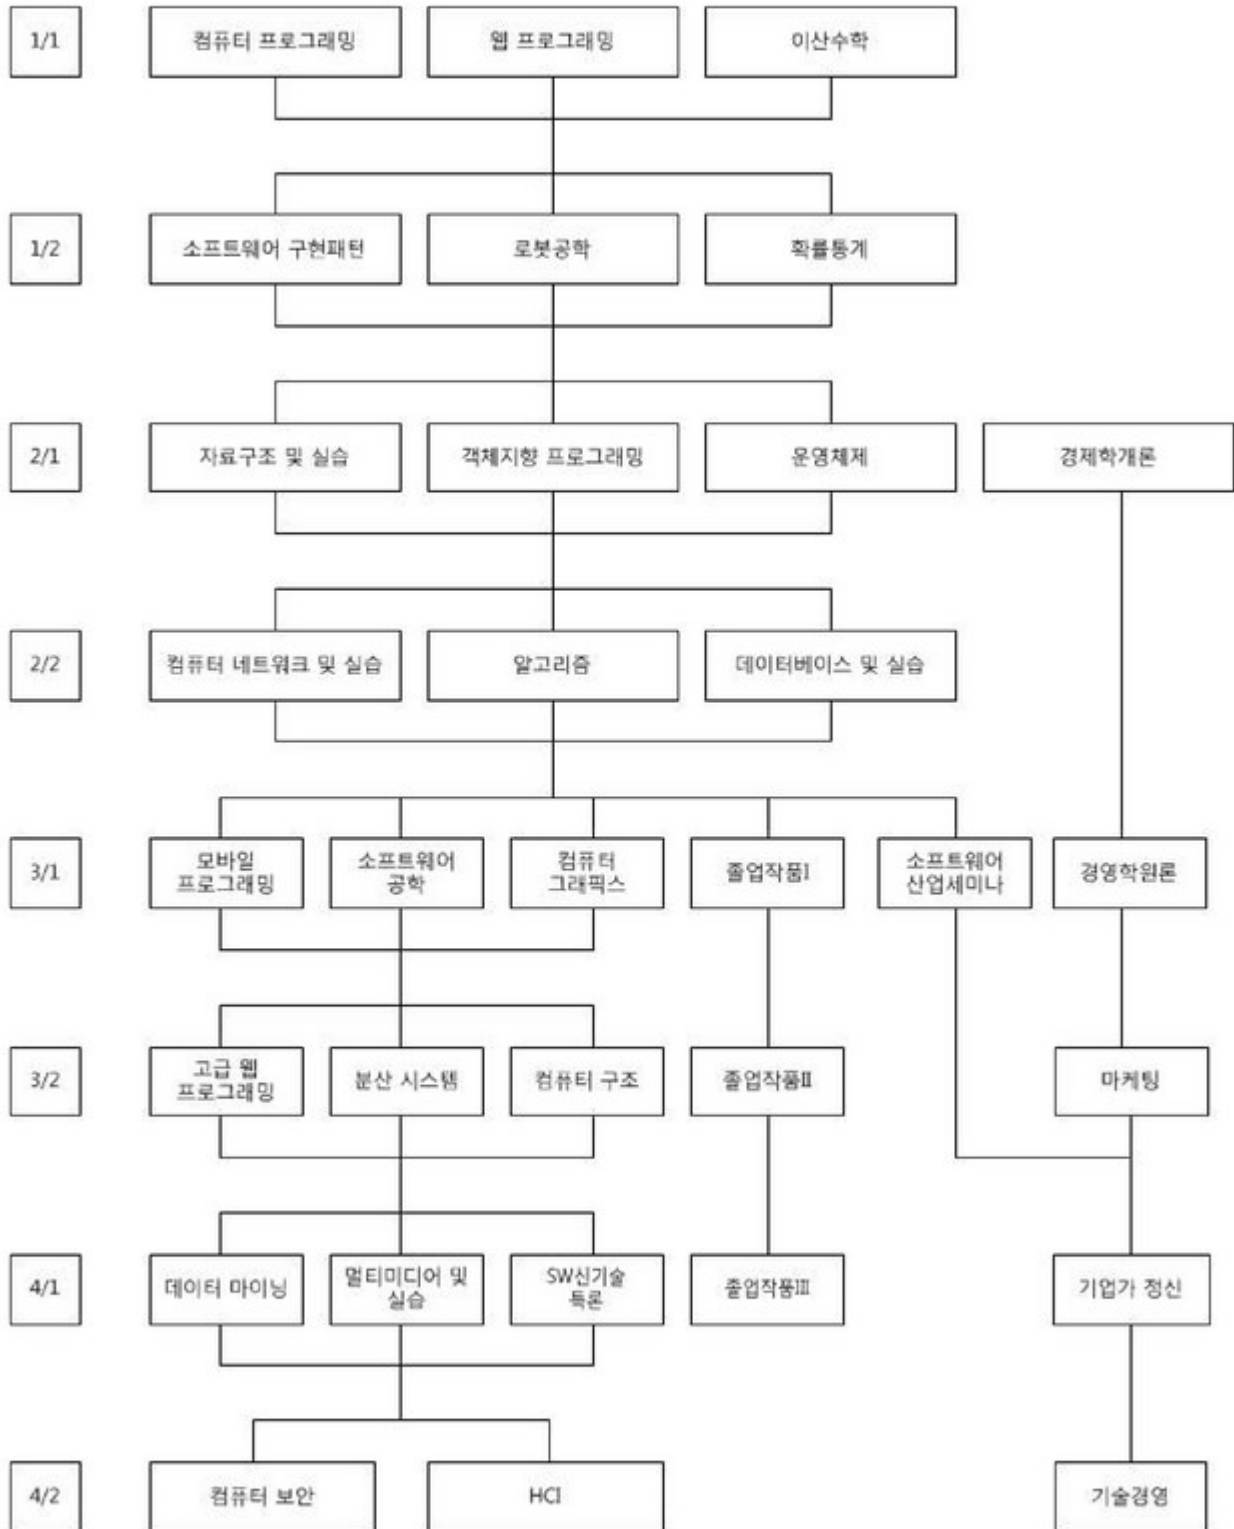 1/1
컴퓨터 프로그래밍
웹 프로그래밍
이산수학
1/2
소프트웨어 구현패턴
로봇공학
확률통계
2/1
자료구조 및 실습
객체지향 프로그래밍
운영체제
경제학개론
2/2
컴퓨터 네트워크 및 실습
알고리즘
데이터베이스 및 실습
3/1
모바일
프로그래밍
소프트웨어
공학
컴퓨터
그래픽스
졸업작품I
소프트웨어
산업세미나
경영학원론
3/2
고급 웹
프로그래밍
분산 시스템
컴퓨터 구조
졸업작품II
마케팅
4/1
데이터 마이닝
멀티미디어 및
실습
SW신기술
특론
졸업작품III
기업가 정신
4/2
컴퓨터 보안
HCI
기술경영